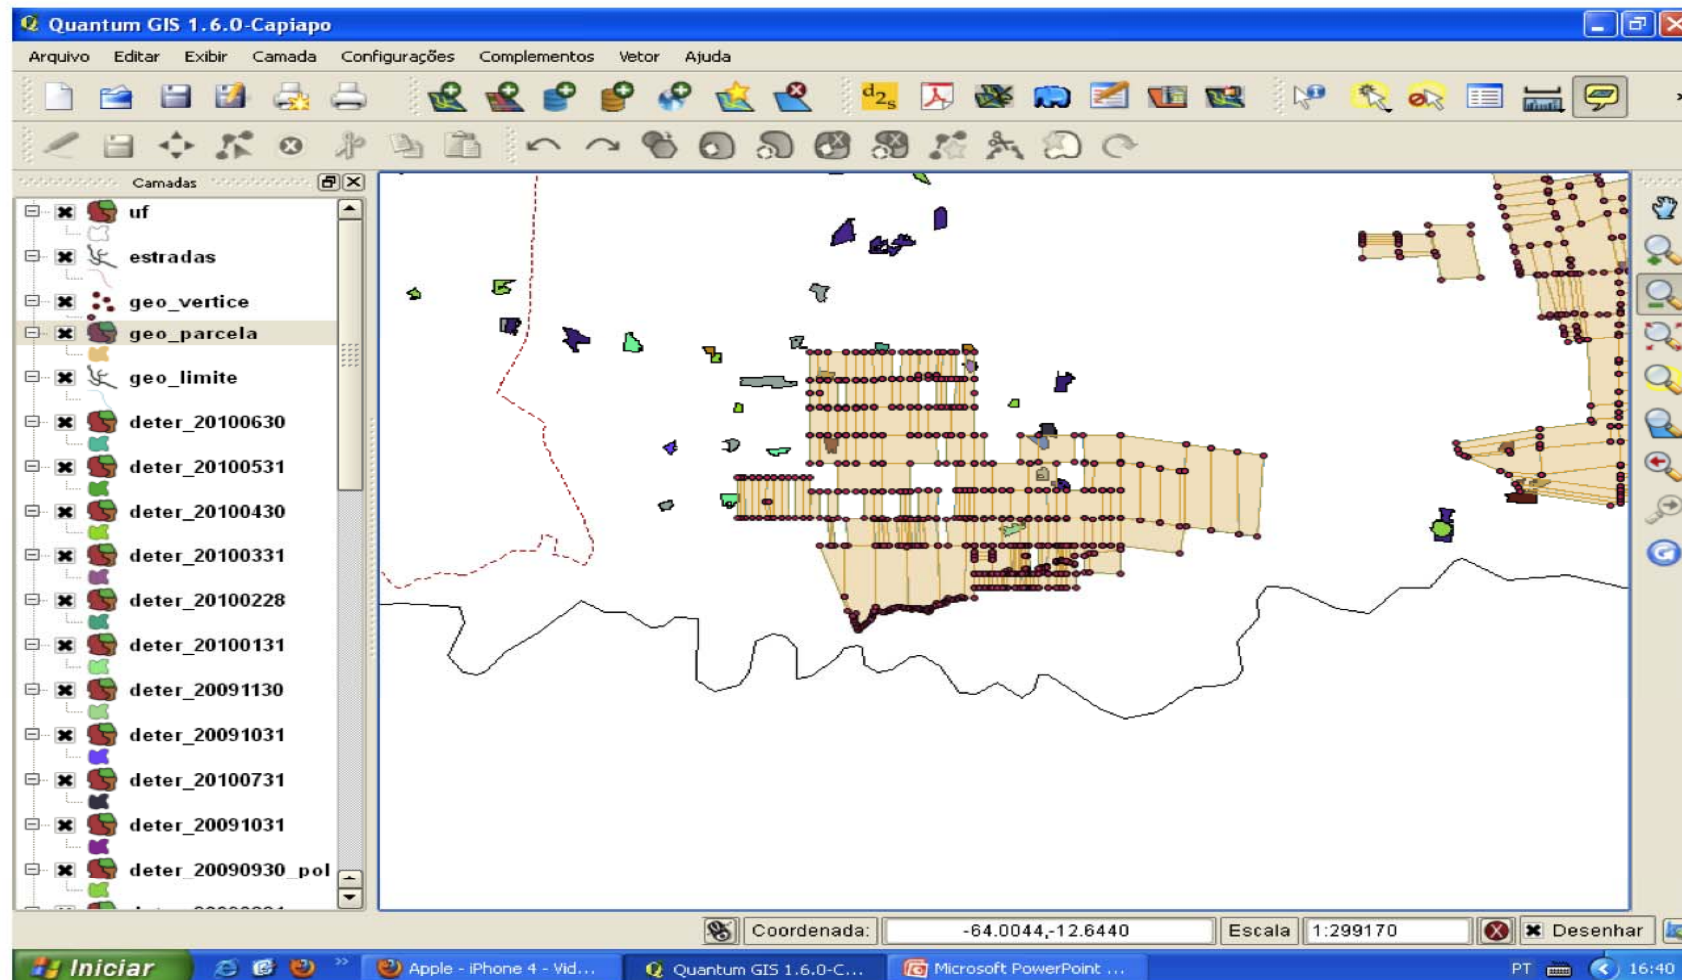 Quantum GIS 1.6.0-Capiapo
Arquivo Editar Exibir Camada Configurações Complementos Vetor Ajuda
d2s
Camadas
uf
estradas
geo_vertice
geo_parcela
geo_limite
deter_20100630
deter_20100531
deter_20100430
deter_20100331
deter_20100228
deter_20100131
deter_20091130
deter_20091031
deter_20100731
deter_20091031
deter_20090930_pol
Coordenada: -64.0044,-12.6440 Escala 1:299170 Desenhar
Iniciar Apple - iPhone 4 - Vid... Quantum GIS 1.6.0-C... Microsoft PowerPoint ... PT 16:40